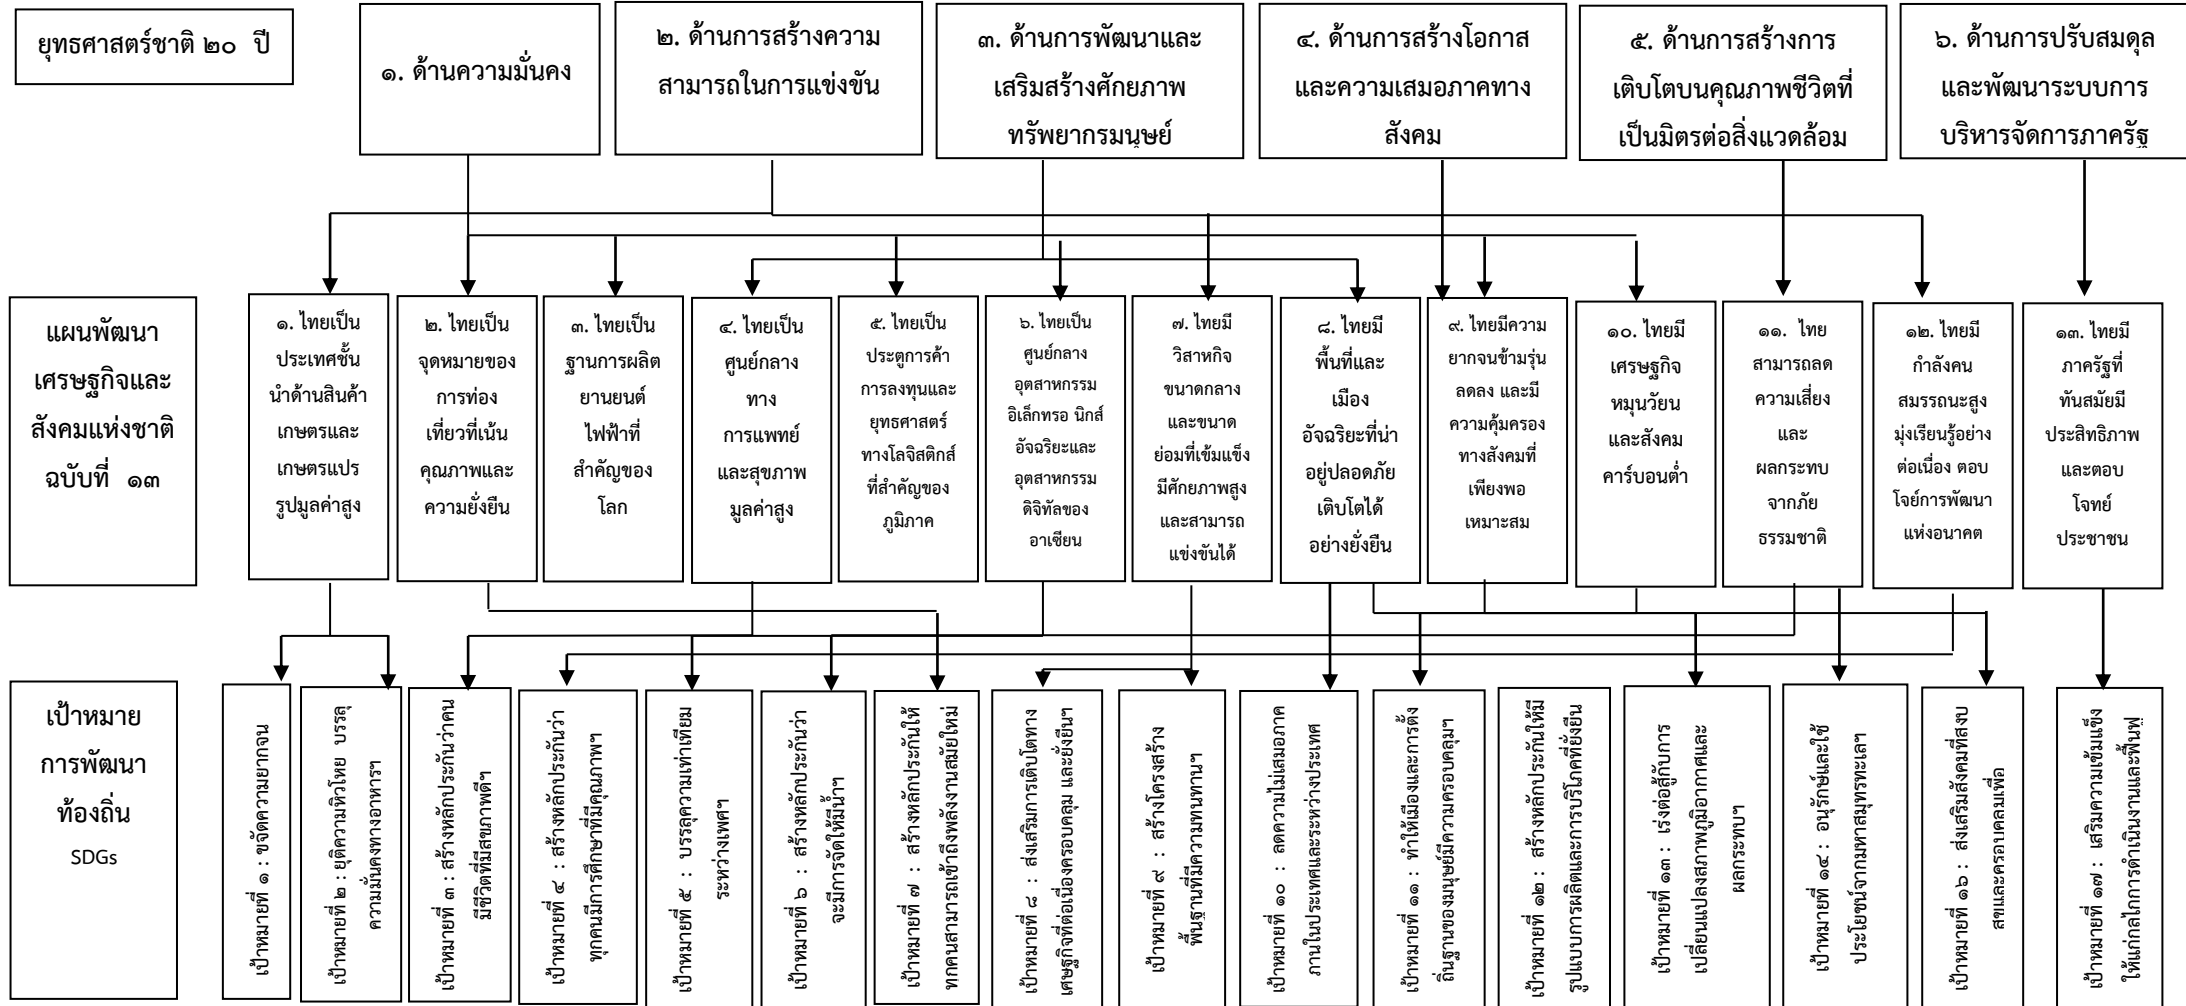 ยุทธศาสตร์ชาติ ๒๐ ปี
๑. ด้านความมั่นคง
๒. ด้านการสร้างความ
สามารถในการแข่งขัน
๓. ด้านการพัฒนาและ
เสริมสร้างศักยภาพ
ทรัพยากรมนุษย์
๔. ด้านการสร้างโอกาส
และความเสมอภาคทาง
สังคม
๕. ด้านการสร้างการ
เติบโตบนคุณภาพชีวิตที่
เป็นมิตรต่อสิ่งแวดล้อม
๖. ด้านการปรับสมดุล
และพัฒนาระบบการ
บริหารจัดการภาครัฐ
แผนพัฒนา
เศรษฐกิจและ
สังคมแห่งชาติ
ฉบับที่ ๑๓
๑. ไทยเป็น
ประเทศชั้น
นำด้านสินค้า
เกษตรและ
เกษตรแปร
รูปมูลค่าสูง
๒. ไทยเป็น
จุดหมายของ
การท่อง
เที่ยวที่เน้น
คุณภาพและ
ความยั่งยืน
๓. ไทยเป็น
ฐานการผลิต
ยานยนต์
ไฟฟ้าที่
สำคัญของ
โลก
๔. ไทยเป็น
ศูนย์กลาง
ทาง
การแพทย์
และสุขภาพ
มูลค่าสูง
๕. ไทยเป็น
ประตูการค้า
การลงทุนและ
ยุทธศาสตร์
ทางโลจิสติกส์
ที่สำคัญของ
ภูมิภาค
๖. ไทยเป็น
ศูนย์กลาง
อุตสาหกรรม
อิเล็กทรอ นิกส์
อัจฉริยะและ
อุตสาหกรรม
ดิจิทัลของ
อาเซียน
๗. ไทยมี
วิสาหกิจ
ขนาดกลาง
และขนาด
ย่อมที่เข้มแข็ง
มีศักยภาพสูง
และสามารถ
แข่งขันได้
๘. ไทยมี
พื้นที่และ
เมือง
อัจฉริยะที่น่า
อยู่ปลอดภัย
เติบโตได้
อย่างยั่งยืน
๙. ไทยมีความ
ยากจนข้ามรุ่น
ลดลง และมี
ความคุ้มครอง
ทางสังคมที่
เพียงพอ
เหมาะสม
๑๐. ไทยมี
เศรษฐกิจ
หมุนวียน
และสังคม
คาร์บอนต่ำ
๑๑. ไทย
สามารถลด
ความเสี่ยง
และ
ผลกระทบ
จากภัย
ธรรมชาติ
๑๒. ไทยมี
กำลังคน
สมรรถนะสูง
มุ่งเรียนรู้อย่าง
ต่อเนื่อง ตอบ
โจย์การพัฒนา
แห่งอนาคต
๑๓. ไทยมี
ภาครัฐที่
ทันสมัยมี
ประสิทธิภาพ
และตอบ
โจทย์
ประชาชน
เป้าหมาย
การพัฒนา
ท้องถิ่น
SDGs
เป้าหมายที่ ๑ : ขจัดความยากจน
เป้าหมายที่ ๒ : ยุติความหิวโหย บรรลุ
ความมั่นคงทางอาหารฯ
เป้าหมายที่ ๓ : สร้างหลักประกันว่าคน
มีชีวิตที่มีสุขภาพดีฯ
เป้าหมายที่ ๔ : สร้างหลักประกันว่า
ทุกคนมีการศึกษาที่มีคุณภาพฯ
เป้าหมายที่ ๕ : บรรลุความเท่าเทียม
ระหว่างเพศฯ
เป้าหมายที่ ๖ : สร้างหลักประกันว่า
จะมีการจัดให้มีน้ำฯ
เป้าหมายที่ ๗ : สร้างหลักประกันให้
ทุกคนสามารถเข้าถึงพลังงานสมัยใหม่
เป้าหมายที่ ๘ : ส่งเสริมการเติบโตทาง
เศษฐกิจที่ต่อเนื่องครอบคลุม และยั่งยืนฯ
เป้าหมายที่ ๙ : สร้างโครงสร้าง
พื้นฐานที่มีความทนทานฯ
เป้าหมายที่ ๑๐ : ลดความไม่เสมอภาค
ภายในประเทศและระหว่างประเทศ
เป้าหมายที่ ๑๑ : ทำให้เมืองและการตั้ง
ถิ่นฐานของมนุษย์มีความครอบคลุมฯ
เป้าหมายที่ ๑๒ : สร้างหลักประกันให้มี
รูปแบบการผลิตและการบริโภคที่ยั่งยืน
เป้าหมายที่ ๑๓ : เร่งต่อสู้กับการ
เปลี่ยนแปลงสภาพภูมิอากาศและ
ผลกระทบฯ
เป้าหมายที่ ๑๔ : อนุรักษ์และใช้
ประโยชน์จากมหาสมุทรทะเลฯ
เป้าหมายที่ ๑๖ : ส่งเสริมสังคมที่สงบ
สุขและครอบคลุมเพื่อ
เป้าหมายที่ ๑๗ : เสริมความเข้มแข็ง
ให้แก่กลไกการดำเนินงานและฟื้นฟู